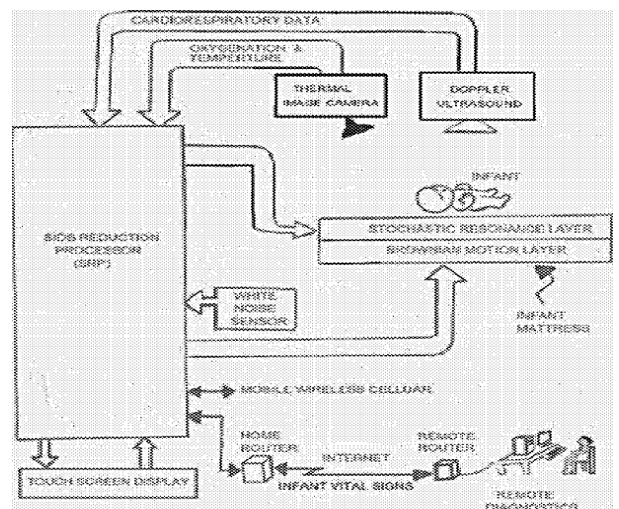 CARDIORESPIRATORY DATA
OXYGENATION &
TEMPERATURE
THERMAL
IMAGE CAMERA
DOPPLER
ULTRASOUND
INFANT
STOCHASTIC RESONANCE LAYER
BROWNIAN MOTION LAYER
SIDS REDUCTION
PROCESSOR
(SRP)
WHITE
NOISE
SENSOR
INFANT
MATTRESS
MOBILE WIRELESS CELLUAR
HOME
ROUTER
INTERNET
REMOTE
ROUTER
INFANT VITAL SIGNS
TOUCH SCREEN DISPLAY
REMOTE
DIAGNOSTICS